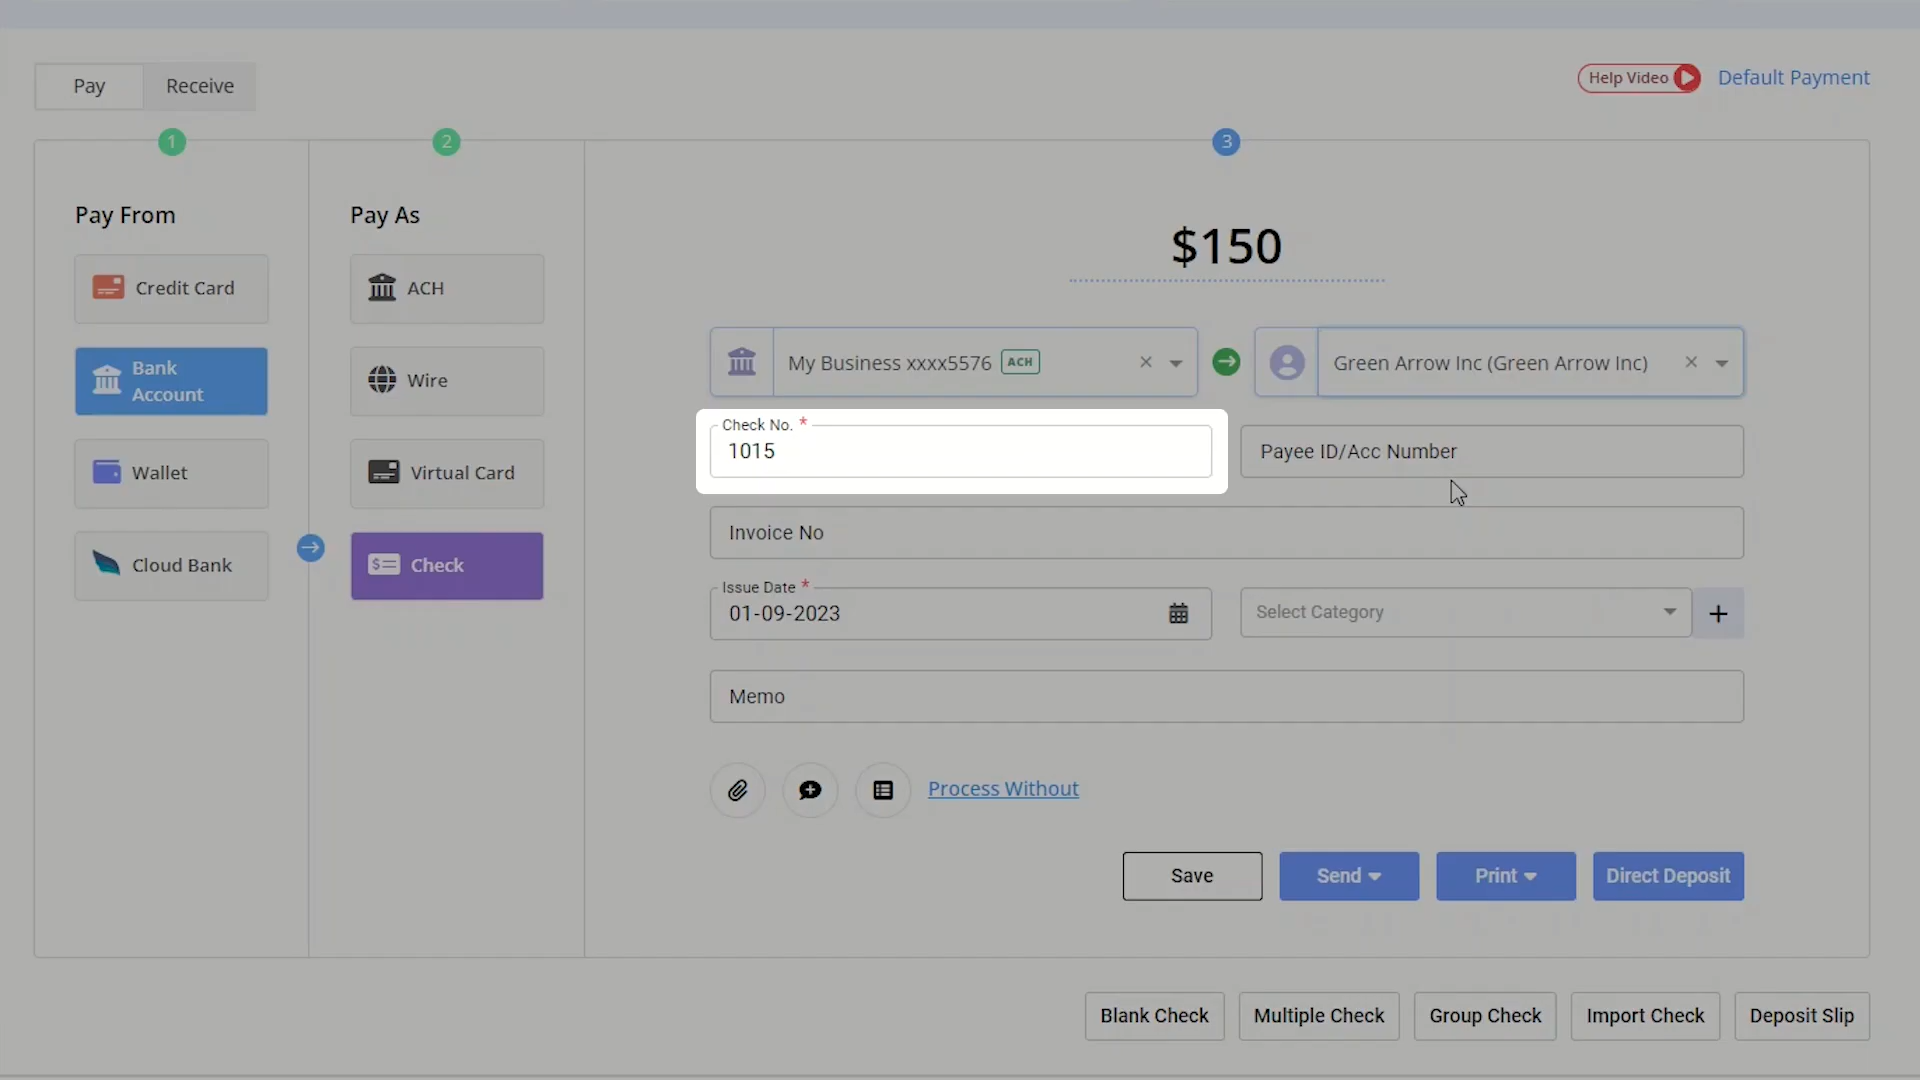 Pay
Receive
Help Video
Default Payment
1
2
3
Pay From
Credit Card
Bank
Account
Wallet
Cloud Bank
Pay As
ACH
Wire
Virtual Card
Check
$150
My Business xxxx5576 ACH
Green Arrow Inc (Green Arrow Inc)
Check No. *
1015
Payee ID/Acc Number
Invoice No
Issue Date *
01-09-2023
Select Category
+
Memo
Process Without
Save
Send
Print
Direct Deposit
Blank Check
Multiple Check
Group Check
Import Check
Deposit Slip